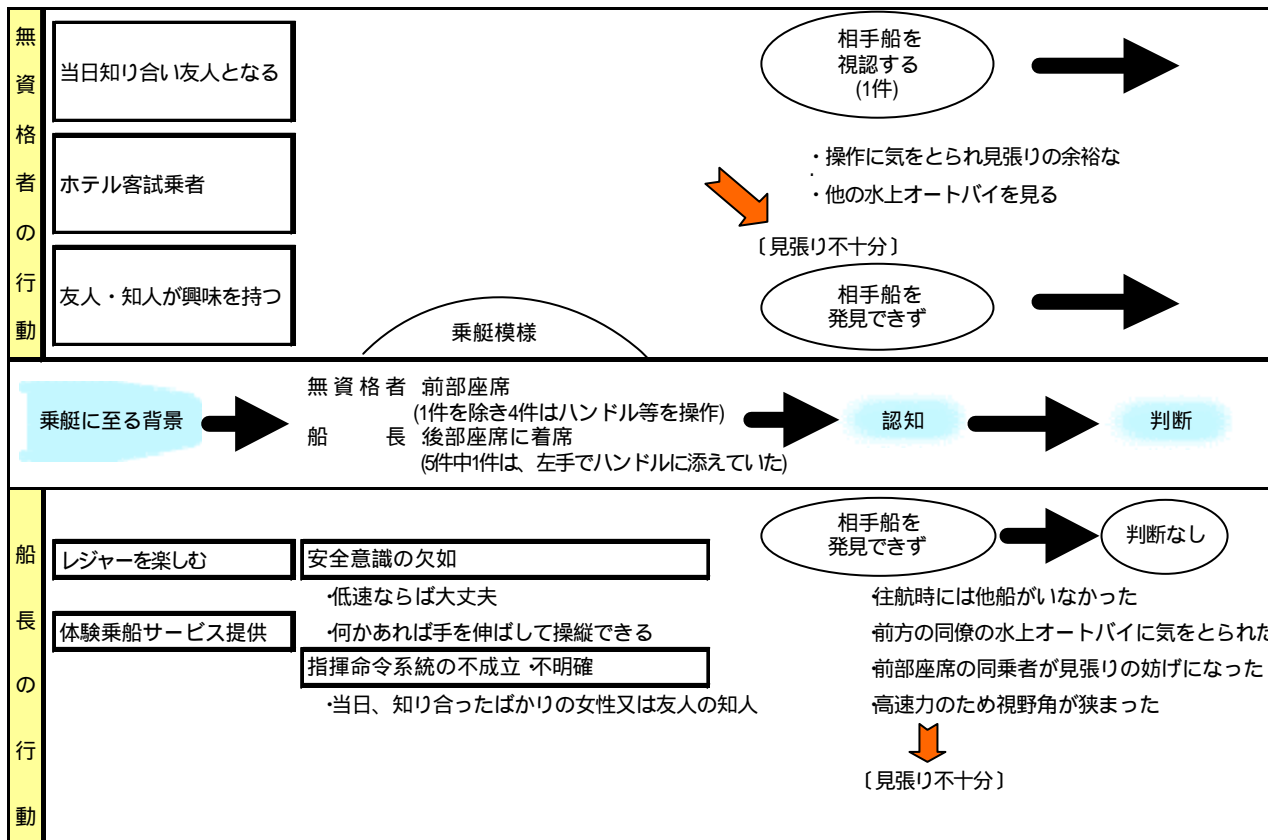 無資格者の行動
当日知り合い友人となる
ホテル客試乗者
友人・知人が興味を持つ
乗艇模様
相手船を
視認する
(1件)
・操作に気をとられ見張りの余裕な
・
・他の水上オートバイを見る
〔見張り不十分〕
相手船を
発見できず
乗艇に至る背景
無資格者:前部座席
(1件を除き4件はハンドル等を操作)
船　　長:後部座席に着席
(5件中1件は、左手でハンドルに添えていた)
認知
判断
船長の行動
レジャーを楽しむ
体験乗船サービス提供
安全意識の欠如
・低速ならば大丈夫
・何かあれば手を伸ばして操縦できる
指揮命令系統の不成立・不明確
・当日、知り合ったばかりの女性又は友人の知人
相手船を
発見できず
判断なし
・往航時には他船がいなかった
・前方の同僚の水上オートバイに気をとられた
・前部座席の同乗者が見張りの妨げになった
・高速力のため視野角が狭まった
〔見張り不十分〕